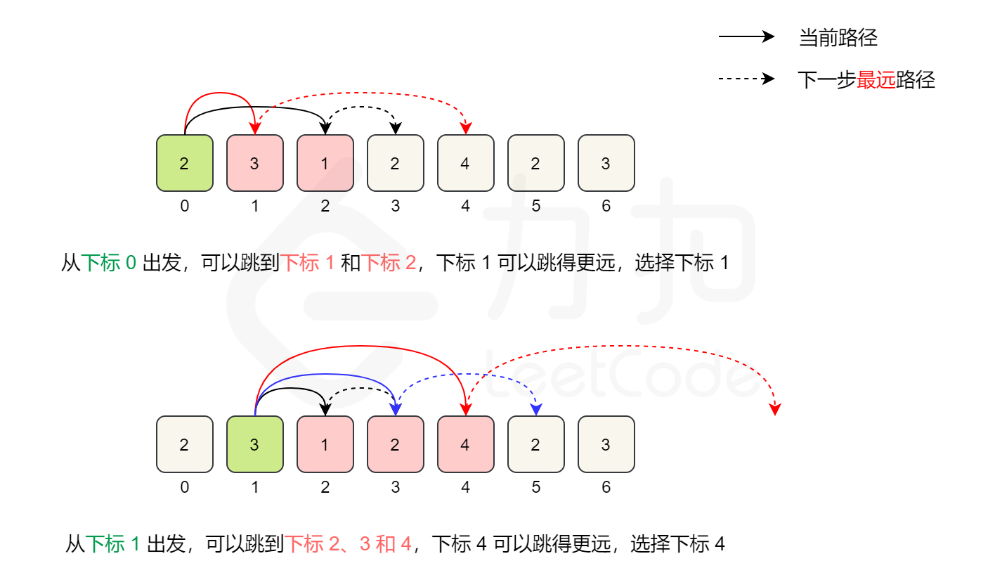 当前路径
下一步最远路径
2 3 1 2 4 2 3
0 1 2 3 4 5 6
从下标 0 出发，可以跳到下标 1 和下标 2，下标 1 可以跳得更远，选择下标 1
力扣
LeetCode
2 3 1 2 4 2 3
0 1 2 3 4 5 6
从下标 1 出发，可以跳到下标 2、3 和 4，下标 4 可以跳得更远，选择下标 4